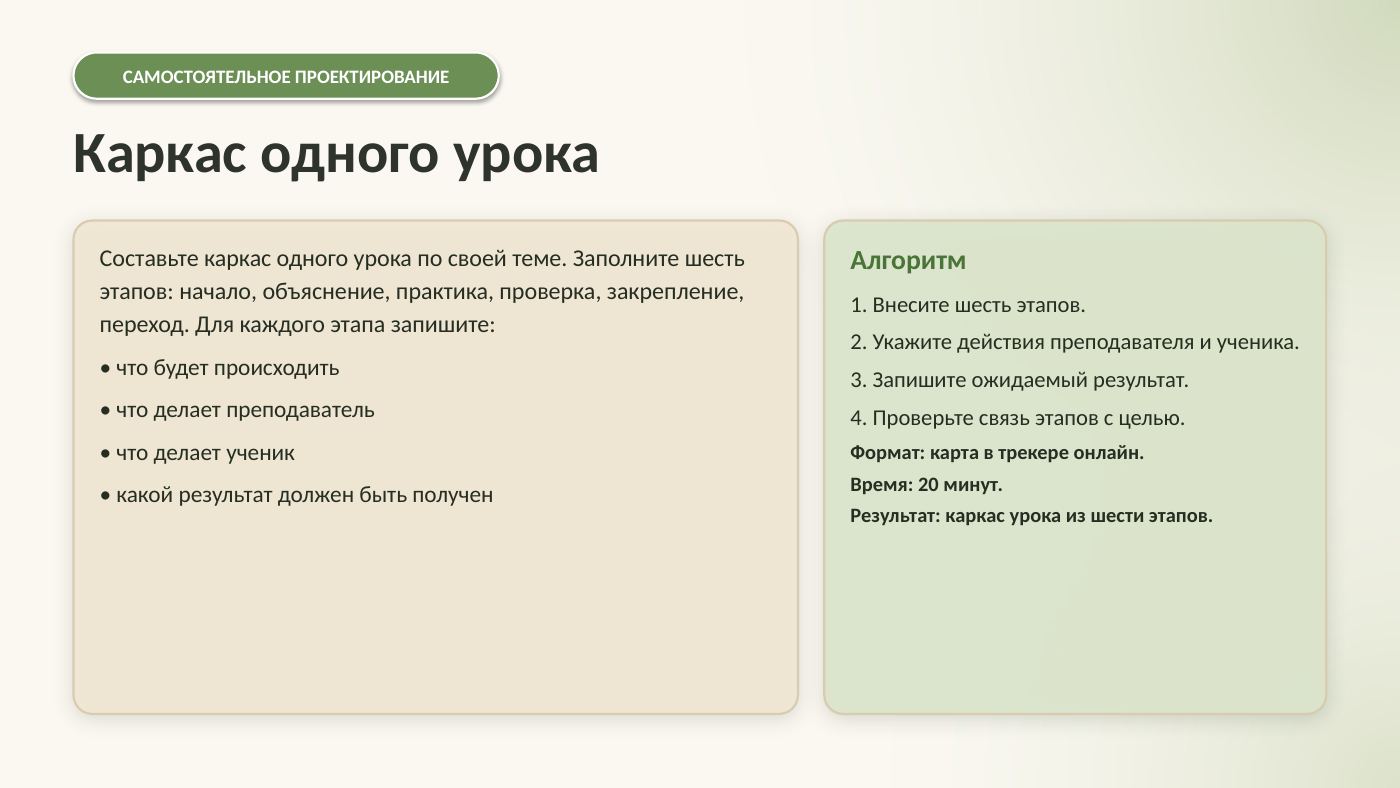 САМОСТОЯТЕЛЬНОЕ ПРОЕКТИРОВАНИЕ
Каркас одного урока
Составьте каркас одного урока по своей теме. Заполните шесть
этапов: начало, объяснение, практика, проверка, закрепление,
переход. Для каждого этапа запишите:
• что будет происходить
• что делает преподаватель
• что делает ученик
• какой результат должен быть получен
Алгоритм
1. Внесите шесть этапов.
2. Укажите действия преподавателя и ученика.
3. Запишите ожидаемый результат.
4. Проверьте связь этапов с целью.
Формат: карта в трекере онлайн.
Время: 20 минут.
Результат: каркас урока из шести этапов.